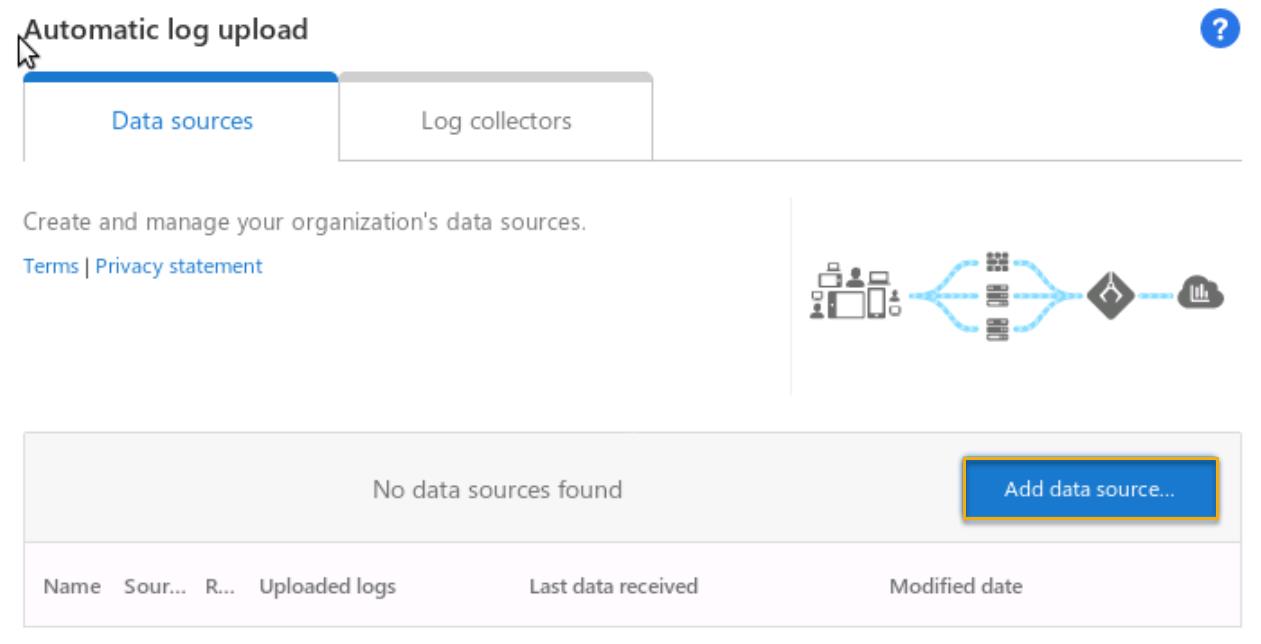 Automatic log upload
?
Data sources
Log collectors
Create and manage your organization's data sources.
Terms | Privacy statement
No data sources found
Add data source...
Name Sour... R... Uploaded logs Last data received Modified date